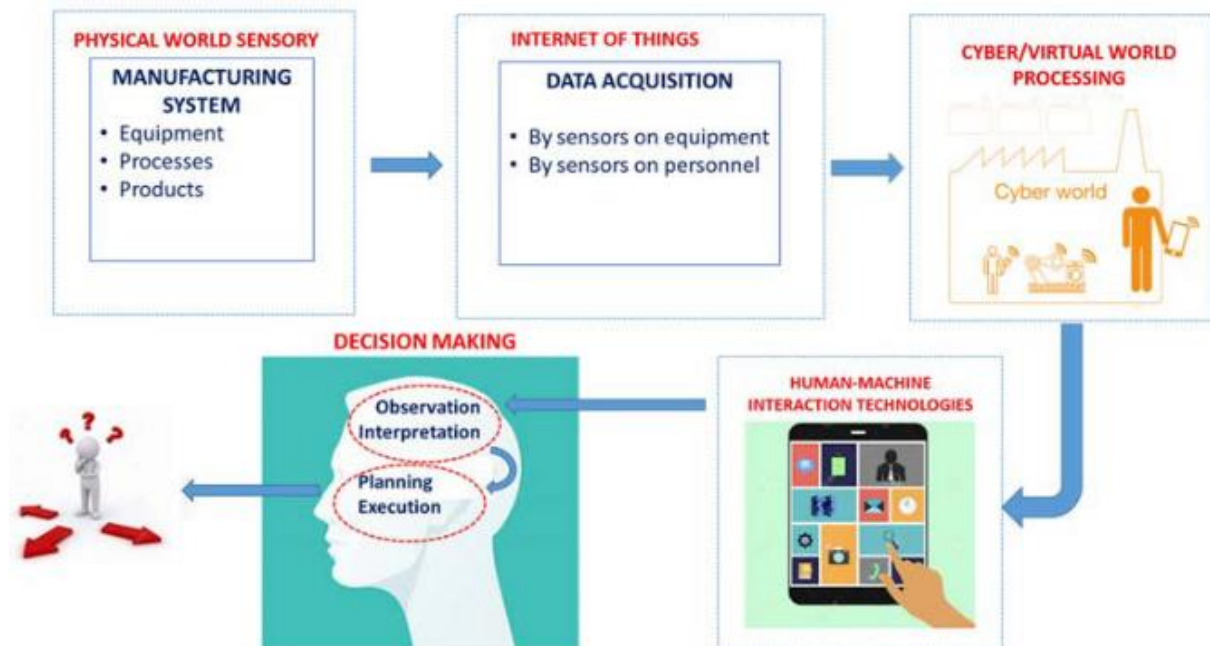 PHYSICAL WORLD SENSORY
MANUFACTURING
SYSTEM
• Equipment
• Processes
• Products
INTERNET OF THINGS
DATA ACQUISITION
• By sensors on equipment
• By sensors on personnel
CYBER/VIRTUAL WORLD
PROCESSING
Cyber world
HUMAN-MACHINE
INTERACTION TECHNOLOGIES
DECISION MAKING
Observation
Interpretation
Planning
Execution
? ? ?